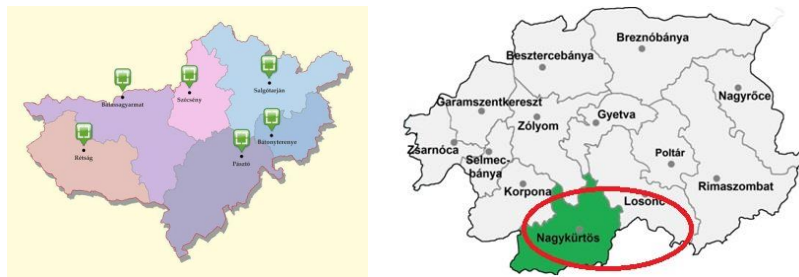 Balassagyarmat
Szécsény
Salgótarján
Rétság
Pásztó
Bátonyterenye
Breznóbánya
Besztercebánya
Garamszentkereszt
Gyetva
Nagyrőce
Zólyom
Zsarnóca
Selmec-
bánya
Poltár
Korpona
Rimaszombat
Losonc
Nagykürtös